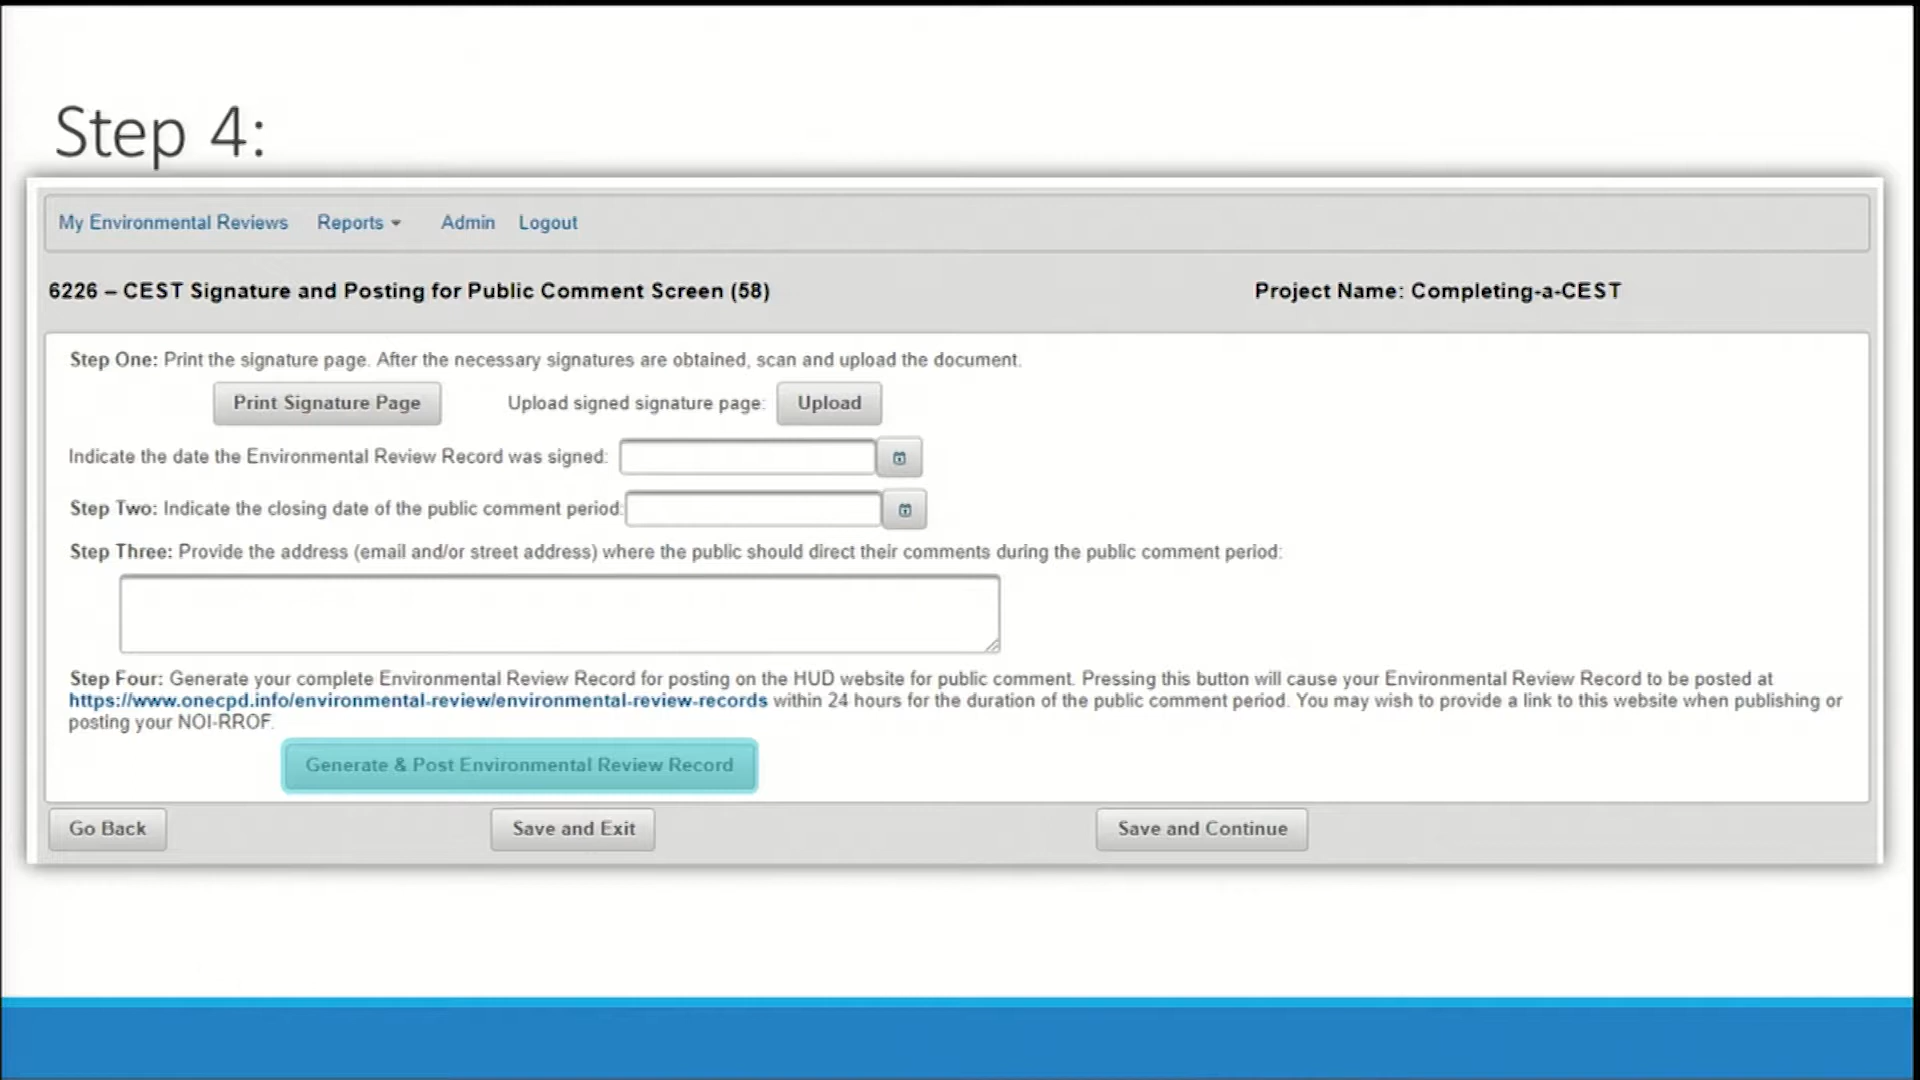 Step 4:
My Environmental Reviews Reports Admin Logout
6226 – CEST Signature and Posting for Public Comment Screen (58) Project Name: Completing-a-CEST
Step One: Print the signature page. After the necessary signatures are obtained, scan and upload the document.
Print Signature Page Upload signed signature page: Upload
Indicate the date the Environmental Review Record was signed:
Step Two: Indicate the closing date of the public comment period:
Step Three: Provide the address (email and/or street address) where the public should direct their comments during the public comment period:
Step Four: Generate your complete Environmental Review Record for posting on the HUD website for public comment. Pressing this button will cause your Environmental Review Record to be posted at
https://www.onecpd.info/environmental-review/environmental-review-records within 24 hours for the duration of the public comment period. You may wish to provide a link to this website when publishing or
posting your NOI-RROF.
Generate & Post Environmental Review Record
Go Back Save and Exit Save and Continue